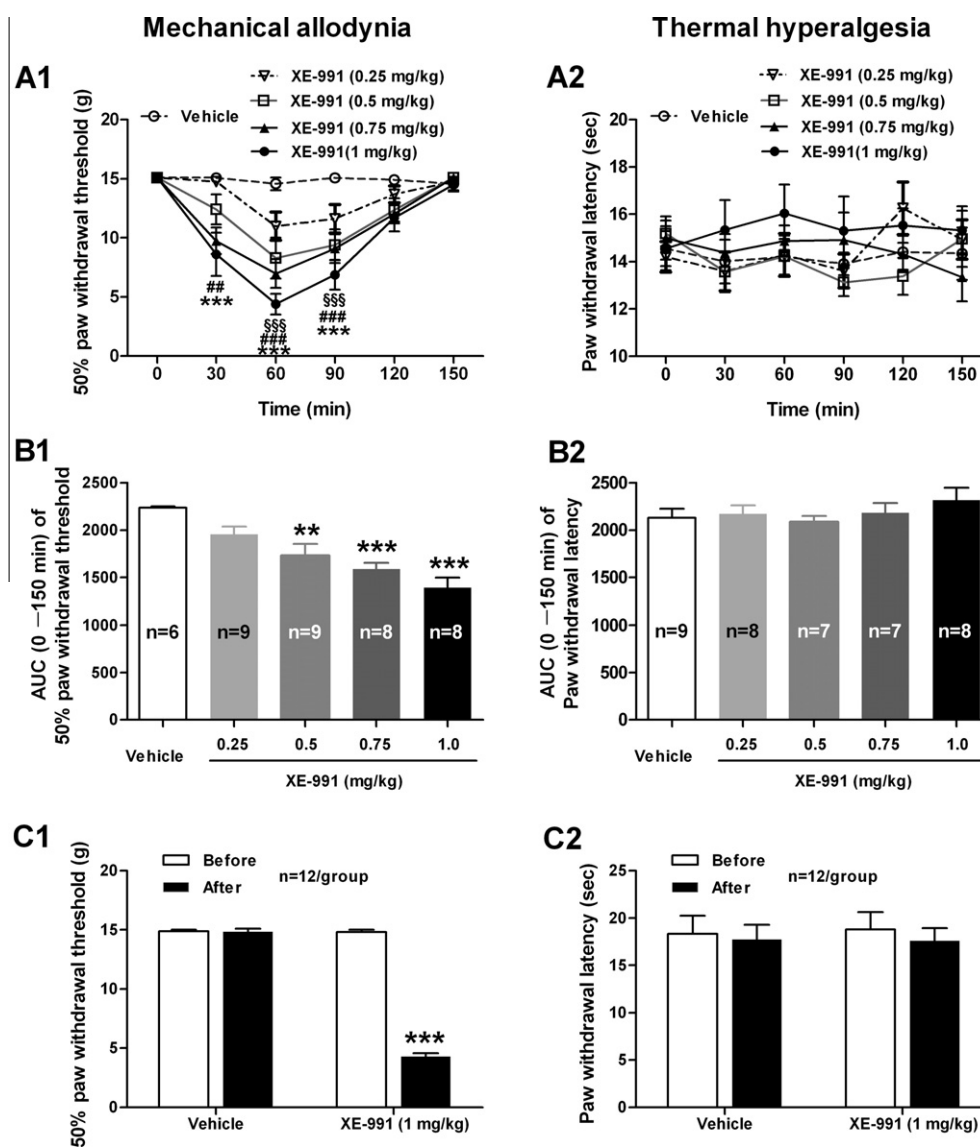 Mechanical allodynia
Thermal hyperalgesia
A1
XE-991 (0.25 mg/kg)
XE-991 (0.5 mg/kg)
Vehicle
XE-991 (0.75 mg/kg)
XE-991(1 mg/kg)
50% paw withdrawal threshold (g)
20
15
10
5
0
##
***
§§§
###
***
§§§
###
***
0 30 60 90 120 150
Time (min)
A2
XE-991 (0.25 mg/kg)
XE-991 (0.5 mg/kg)
Vehicle
XE-991 (0.75 mg/kg)
XE-991(1 mg/kg)
Paw withdrawal latency (sec)
20
18
16
14
12
10
0 30 60 90 120 150
Time (min)
B1
AUC (0 —150 min) of
50% paw withdrawal threshold
2500
2000
1500
1000
500
0
** *** ***
n=6 n=9 n=9 n=8 n=8
Vehicle 0.25 0.5 0.75 1.0
XE-991 (mg/kg)
B2
AUC (0 —150 min) of
Paw withdrawal latency
2500
2000
1500
1000
500
0
n=9 n=8 n=7 n=7 n=8
Vehicle 0.25 0.5 0.75 1.0
XE-991 (mg/kg)
C1
50% paw withdrawal threshold (g)
Before
After
n=12/group
20
15
10
5
0
***
Vehicle XE-991 (1 mg/kg)
C2
Paw withdrawal latency (sec)
Before
After
n=12/group
25
20
15
10
5
0
Vehicle XE-991 (1 mg/kg)